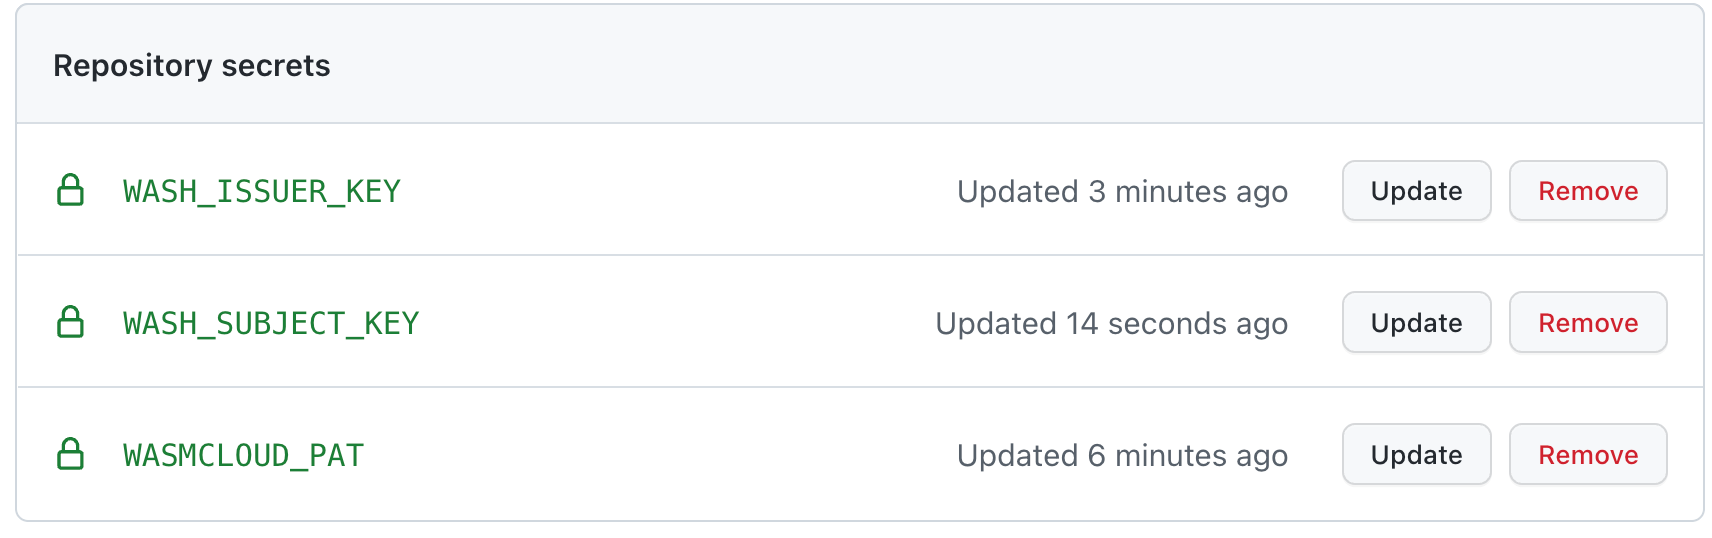 Repository secrets
WASH_ISSUER_KEY Updated 3 minutes ago Update Remove
WASH_SUBJECT_KEY Updated 14 seconds ago Update Remove
WASMCLOUD_PAT Updated 6 minutes ago Update Remove